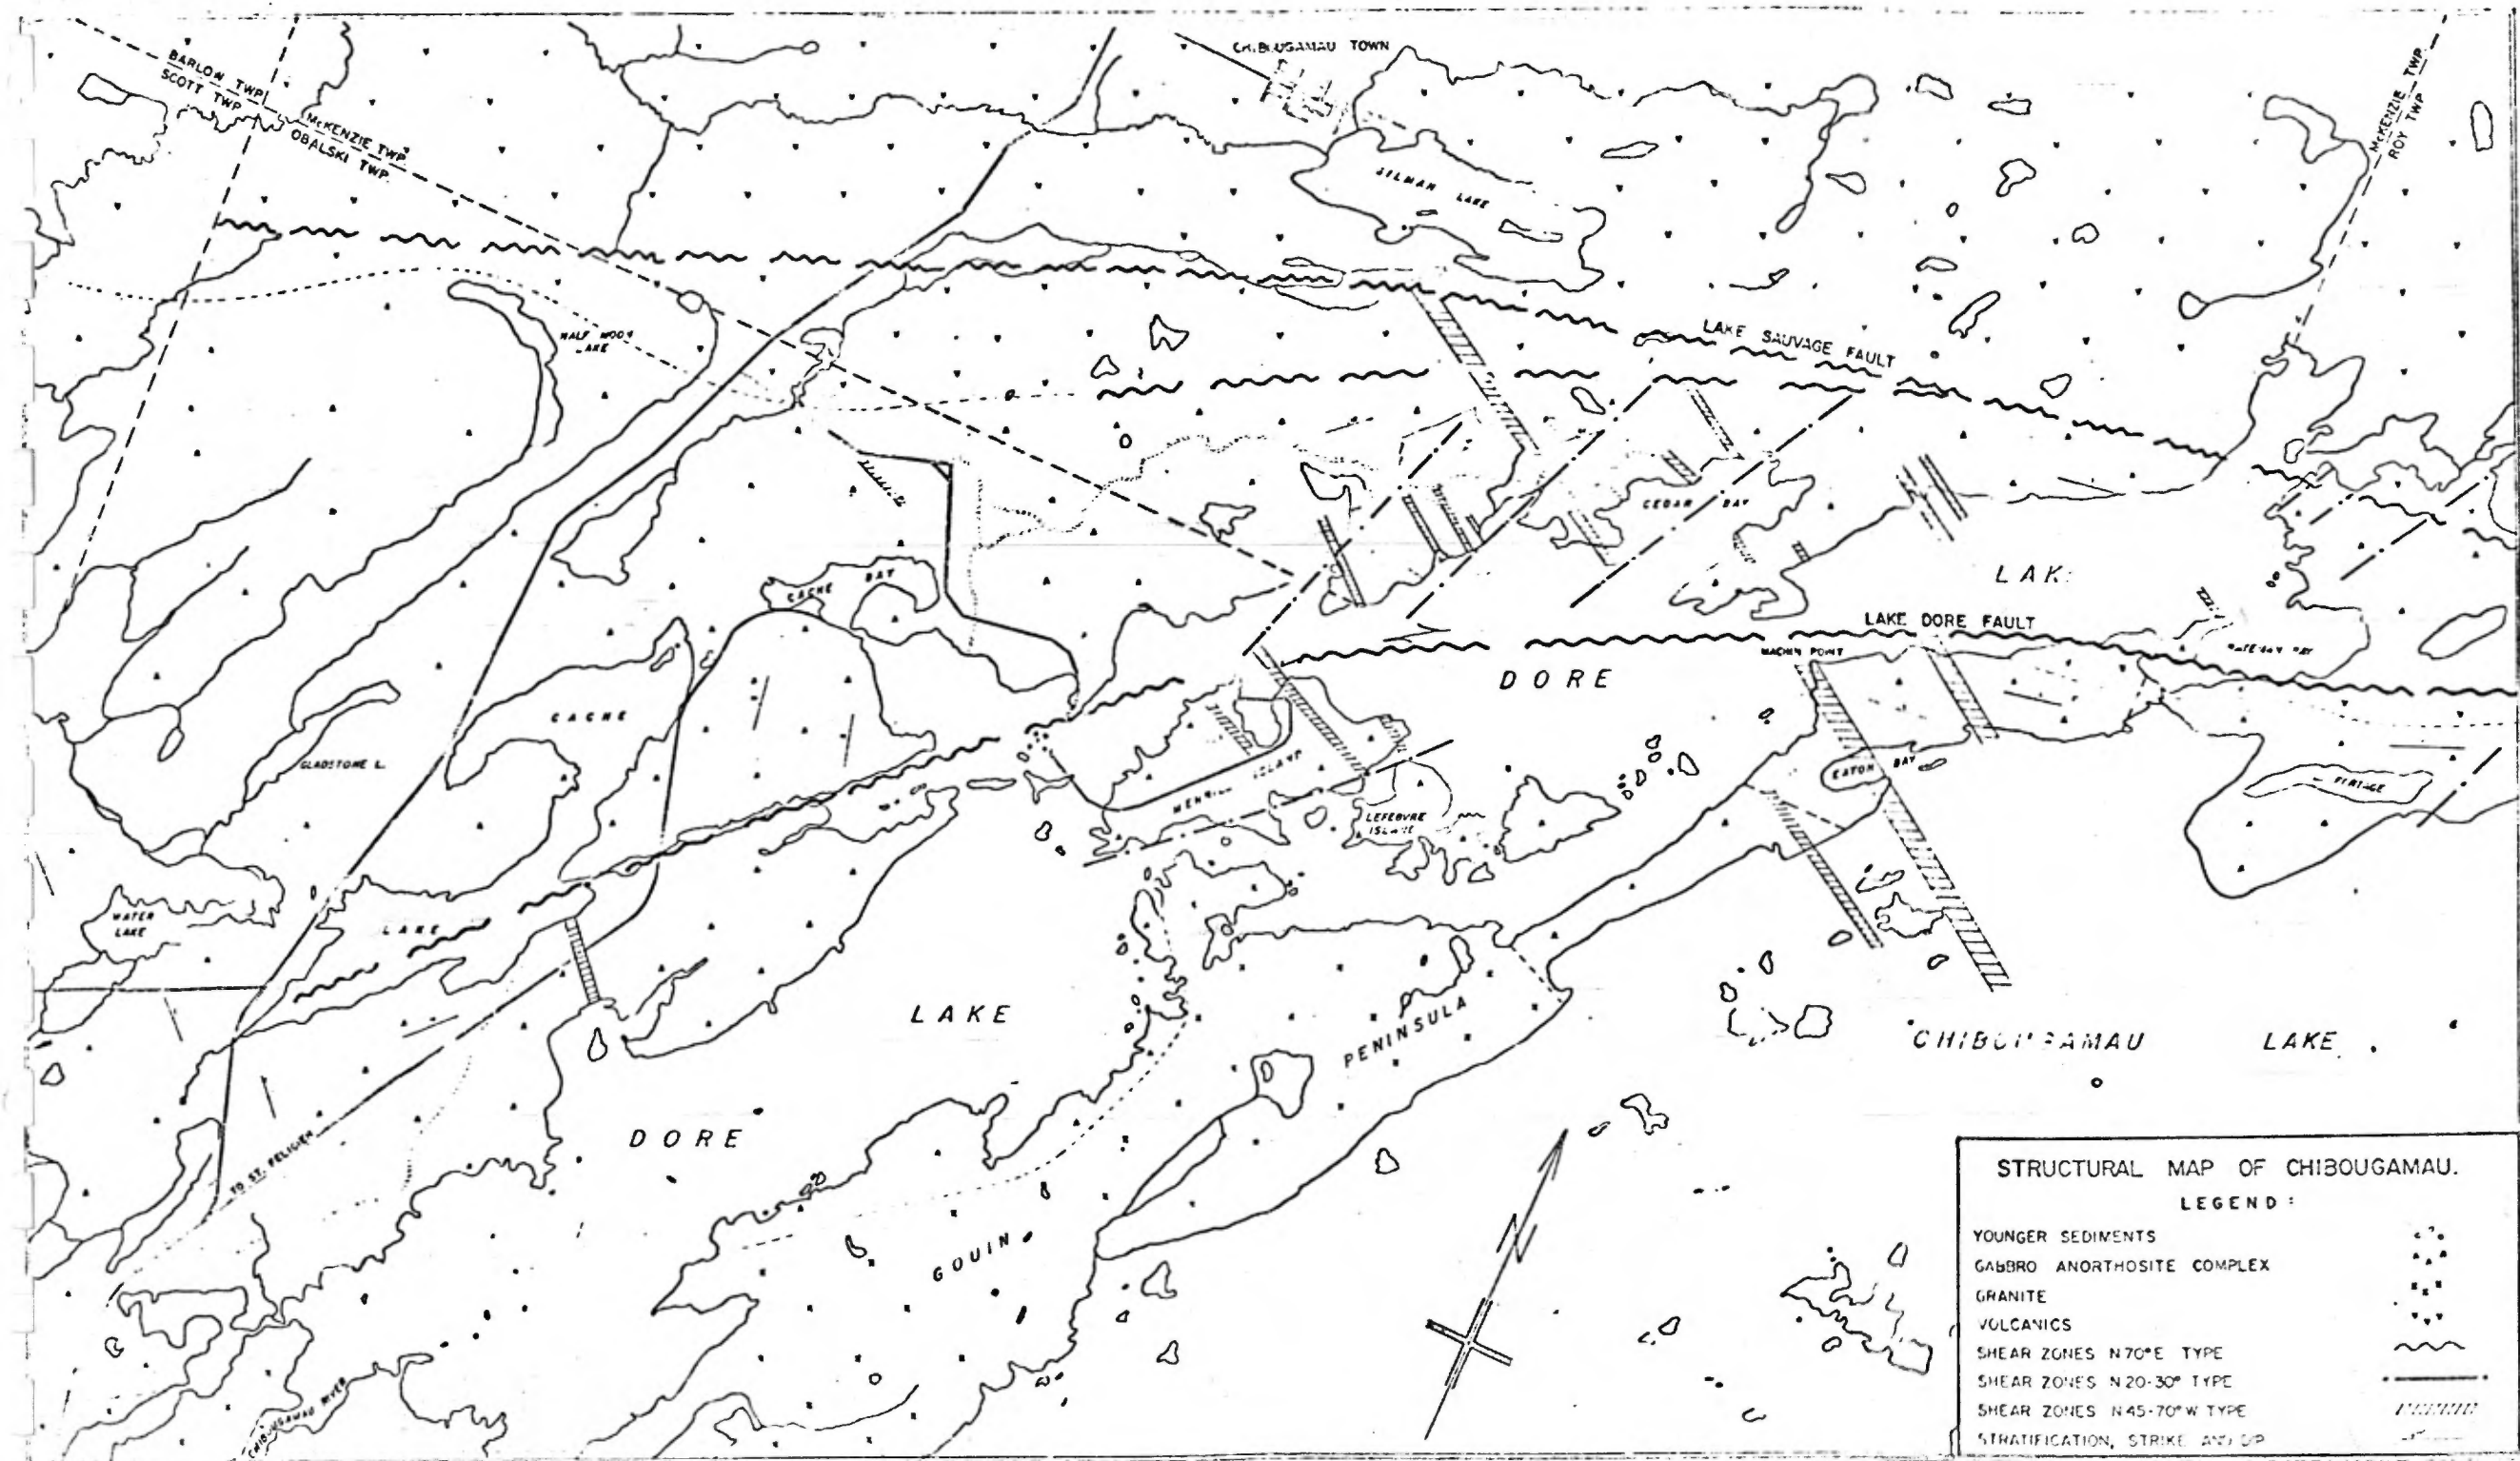 CHIBOUGAMAU TOWN
BARLOW TWP.
SCOTT TWP.
McKENZIE TWP.
OBALSKI TWP.
McKENZIE TWP.
ROY TWP.
GILMAN LAKE
HALF MOON
LAKE
LAKE SAUVAGE FAULT
CEDAR BAY
CACHE BAY
LAKE
LAKE DORE FAULT
MACHIN POINT
DORE
CACHE
GLADSTONE L.
ISLAND
EATON BAY
PORTAGE
LEFEBVRE
ISLAND
WATER
LAKE
LAKE
LAKE
PENINSULA
CHIBOUGAMAU LAKE
DORE
TO ST. FELICIEN
GOUIN
N
CHIBOUGAMAU RIVER
STRUCTURAL MAP OF CHIBOUGAMAU.
LEGEND :
YOUNGER SEDIMENTS
GABBRO ANORTHOSITE COMPLEX
GRANITE
VOLCANICS
SHEAR ZONES N 70° E TYPE
SHEAR ZONES N 20-30° TYPE
SHEAR ZONES N 45-70° W TYPE
STRATIFICATION, STRIKE AND DIP